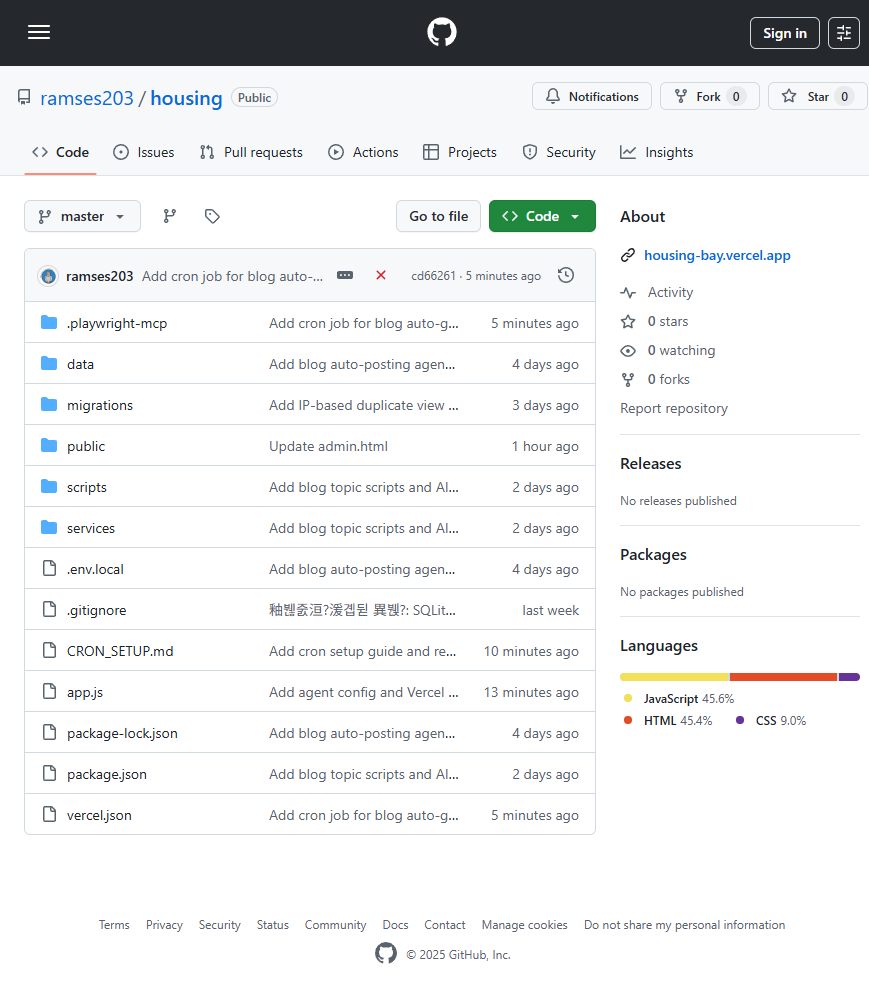 Sign in
ramses203 / housing Public
Notifications Fork 0 Star 0
Code Issues Pull requests Actions Projects Security Insights
master Go to file Code
ramses203 Add cron job for blog auto-... cd66261 · 5 minutes ago
.playwright-mcp Add cron job for blog auto-g... 5 minutes ago
data Add blog auto-posting agen... 4 days ago
migrations Add IP-based duplicate view ... 3 days ago
public Update admin.html 1 hour ago
scripts Add blog topic scripts and AI... 2 days ago
services Add blog topic scripts and AI... 2 days ago
.env.local Add blog auto-posting agen... 4 days ago
.gitignore : SQLit... last week
CRON_SETUP.md Add cron setup guide and re... 10 minutes ago
app.js Add agent config and Vercel ... 13 minutes ago
package-lock.json Add blog auto-posting agen... 4 days ago
package.json Add blog topic scripts and AI... 2 days ago
vercel.json Add cron job for blog auto-g... 5 minutes ago
About
housing-bay.vercel.app
Activity
0 stars
0 watching
0 forks
Report repository
Releases
No releases published
Packages
No packages published
Languages
JavaScript 45.6%
HTML 45.4% CSS 9.0%
Terms Privacy Security Status Community Docs Contact Manage cookies Do not share my personal information
© 2025 GitHub, Inc.